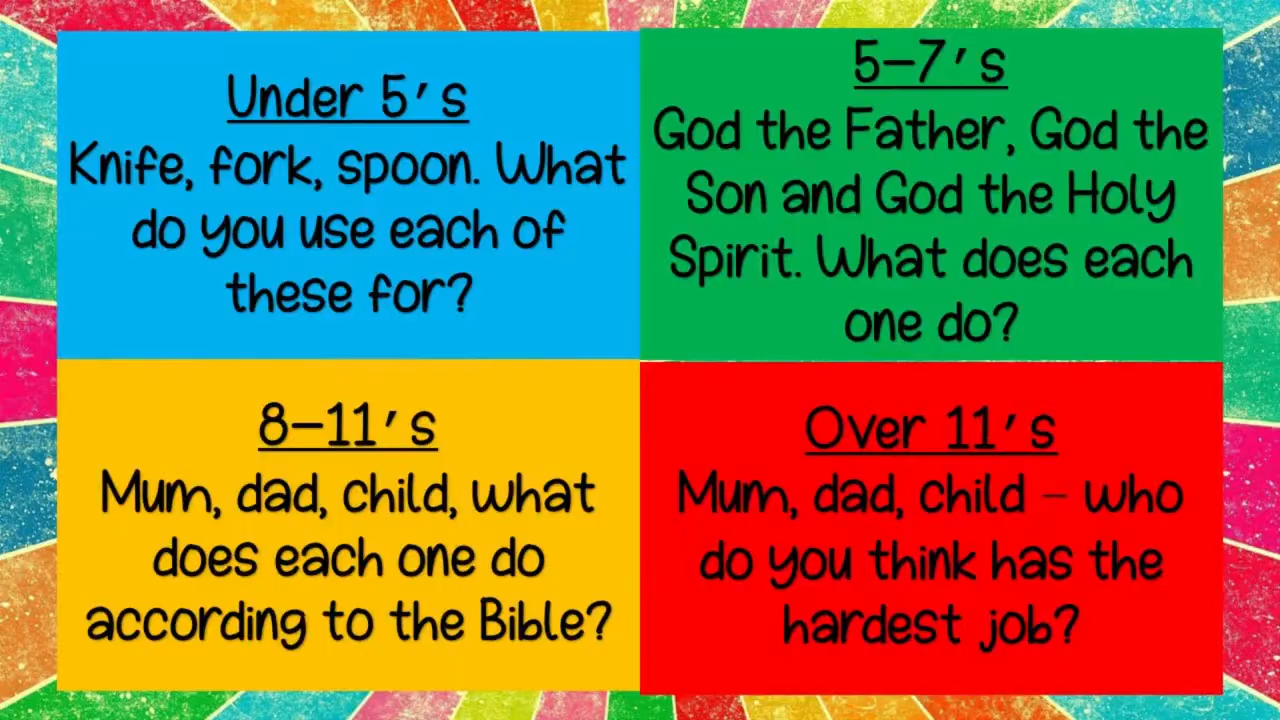 Under 5's
Knife, fork, spoon. What
do you use each of
these for?
5–7's
God the Father, God the
Son and God the Holy
Spirit. What does each
one do?
8–11's
Mum, dad, child, what
does each one do
according to the Bible?
Over 11's
Mum, dad, child – who
do you think has the
hardest job?